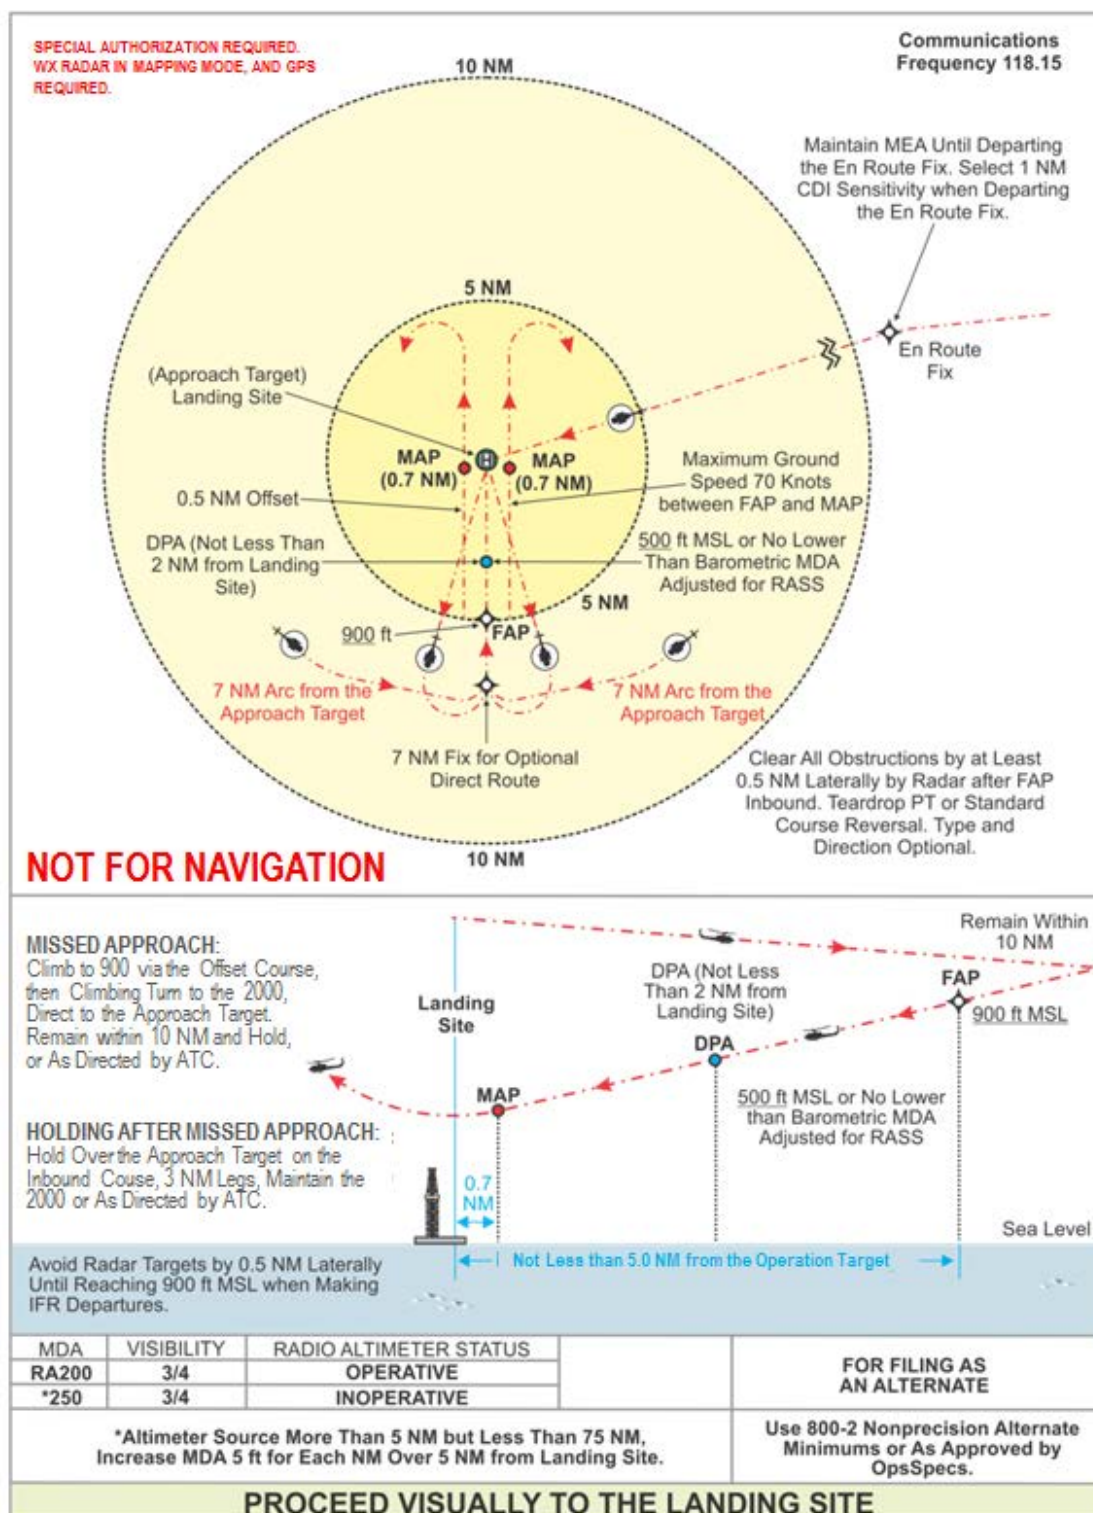 SPECIAL AUTHORIZATION REQUIRED.
WX RADAR IN MAPPING MODE, AND GPS
REQUIRED.
Communications
Frequency 118.15
10 NM
Maintain MEA Until Departing
the En Route Fix. Select 1 NM
CDI Sensitivity when Departing
the En Route Fix.
5 NM
En Route
Fix
(Approach Target)
Landing Site
H
MAP
(0.7 NM)
MAP
(0.7 NM)
Maximum Ground
Speed 70 Knots
between FAP and MAP
0.5 NM Offset
DPA (Not Less Than
2 NM from Landing
Site)
500 ft MSL or No Lower
Than Barometric MDA
Adjusted for RASS
5 NM
900 ft
FAP
7 NM Arc from the
Approach Target
7 NM Arc from the
Approach Target
7 NM Fix for Optional
Direct Route
Clear All Obstructions by at Least
0.5 NM Laterally by Radar after FAP
Inbound. Teardrop PT or Standard
Course Reversal. Type and
Direction Optional.
10 NM
NOT FOR NAVIGATION
MISSED APPROACH:
Climb to 900 via the Offset Course,
then Climbing Turn to the 2000,
Direct to the Approach Target.
Remain within 10 NM and Hold,
or As Directed by ATC.
Landing
Site
DPA (Not Less
Than 2 NM from
Landing Site)
Remain Within
10 NM
FAP
900 ft MSL
DPA
MAP
500 ft MSL or No Lower
than Barometric MDA
Adjusted for RASS
HOLDING AFTER MISSED APPROACH:
Hold Over the Approach Target on the
Inbound Couse, 3 NM Legs, Maintain the
2000 or As Directed by ATC.
0.7
NM
Sea Level
Not Less than 5.0 NM from the Operation Target
Avoid Radar Targets by 0.5 NM Laterally
Until Reaching 900 ft MSL when Making
IFR Departures.
MDA VISIBILITY RADIO ALTIMETER STATUS
RA200 3/4 OPERATIVE
*250 3/4 INOPERATIVE
FOR FILING AS
AN ALTERNATE
*Altimeter Source More Than 5 NM but Less Than 75 NM,
Increase MDA 5 ft for Each NM Over 5 NM from Landing Site.
Use 800-2 Nonprecision Alternate
Minimums or As Approved by
OpsSpecs.
PROCEED VISUALLY TO THE LANDING SITE